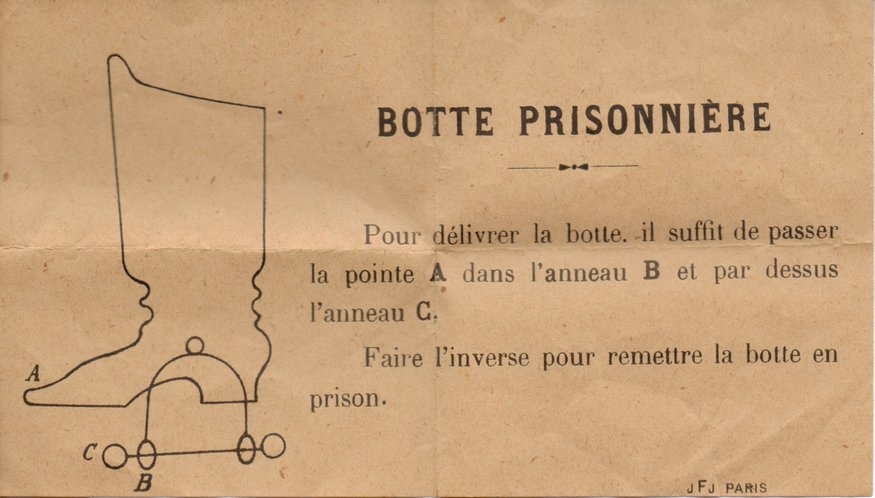 BOTTE PRISONNIÈRE
Pour délivrer la botte. il suffit de passer
la pointe A dans l'anneau B et par dessus
l'anneau C.
Faire l'inverse pour remettre la botte en
prison.
A
C
B
JFJ PARIS